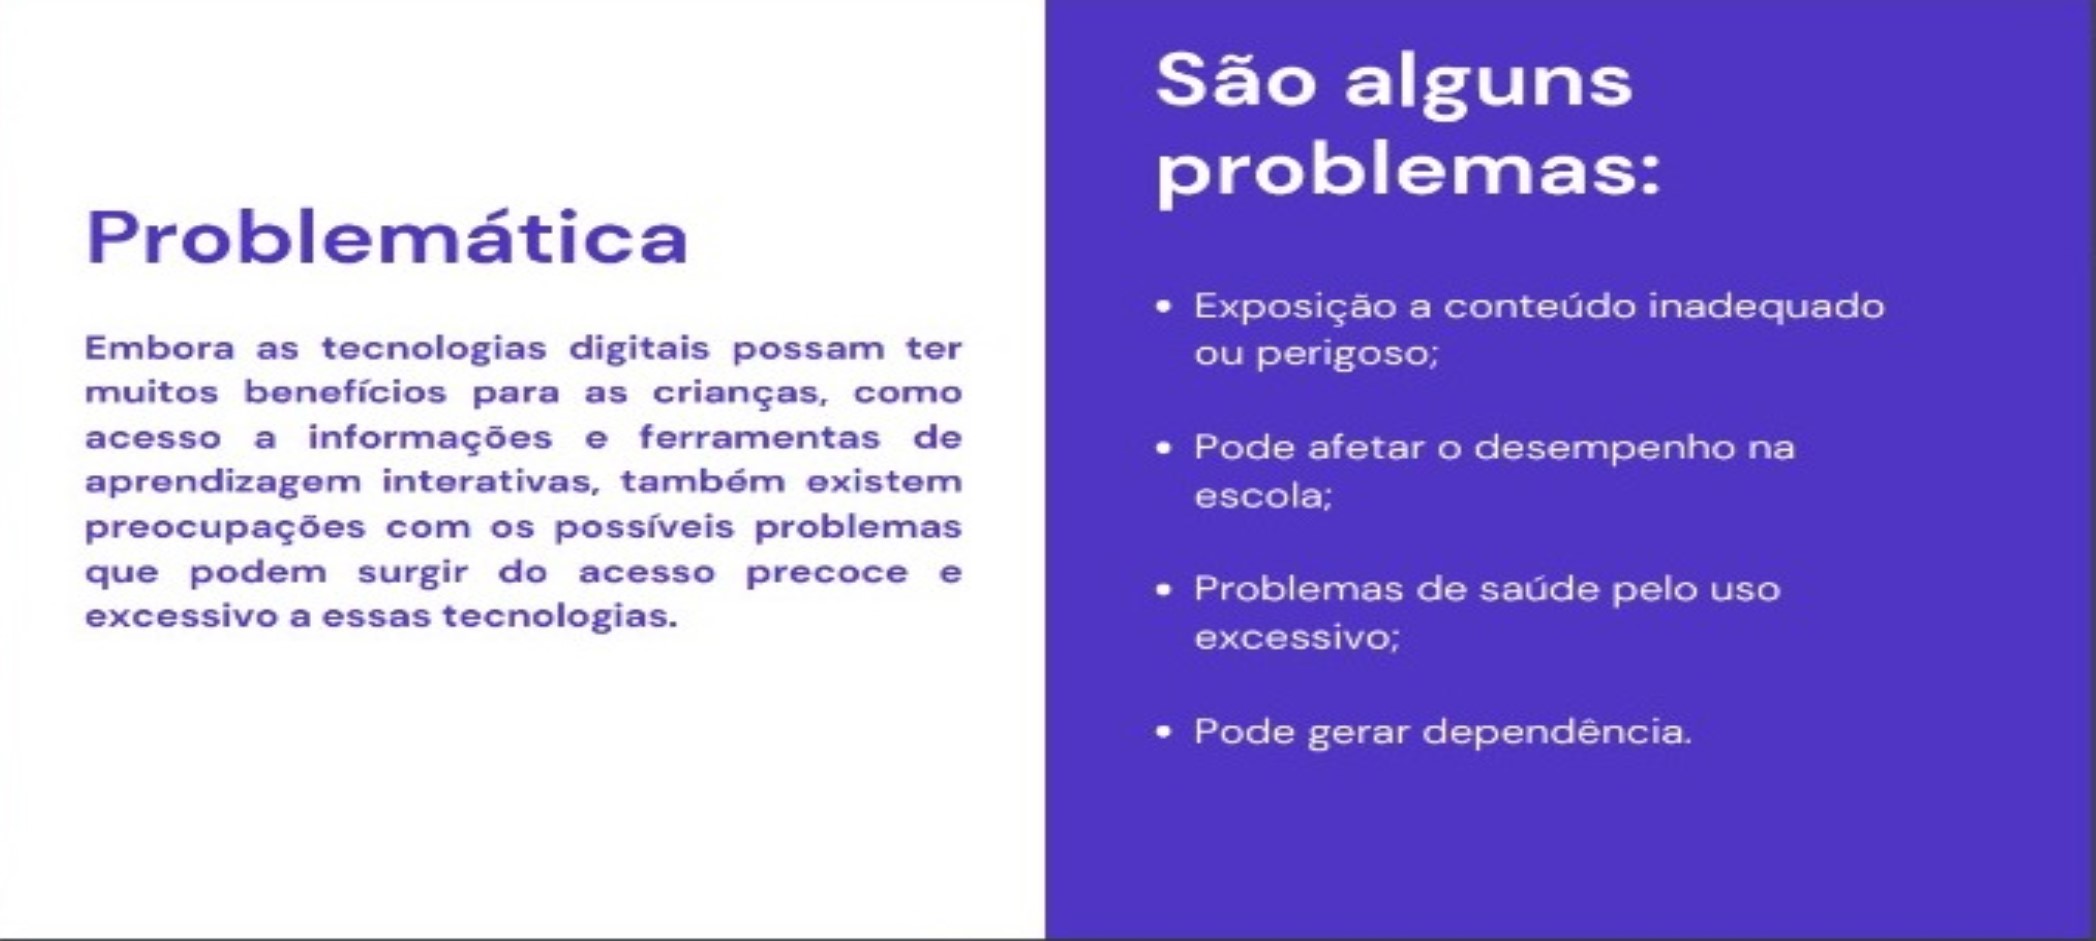 Problemática
Embora as tecnologias digitais possam ter
muitos benefícios para as crianças, como
acesso a informações e ferramentas de
aprendizagem interativas, também existem
preocupações com os possíveis problemas
que podem surgir do acesso precoce e
excessivo a essas tecnologias.
São alguns
problemas:
• Exposição a conteúdo inadequado
ou perigoso;
• Pode afetar o desempenho na
escola;
• Problemas de saúde pelo uso
excessivo;
• Pode gerar dependência.